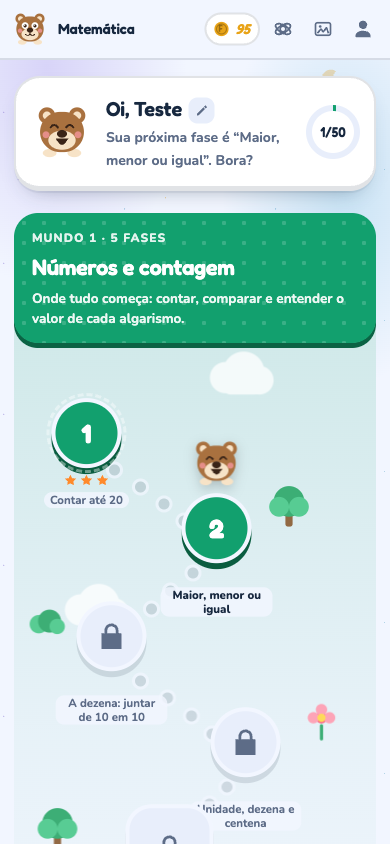 Matemática
95
Oi, Teste
Sua próxima fase é “Maior,
menor ou igual”. Bora?
1/50
MUNDO 1 · 5 FASES
Números e contagem
Onde tudo começa: contar, comparar e entender o
valor de cada algarismo.
1
Contar até 20
2
Maior, menor ou
igual
A dezena: juntar
de 10 em 10
Unidade, dezena e
centena